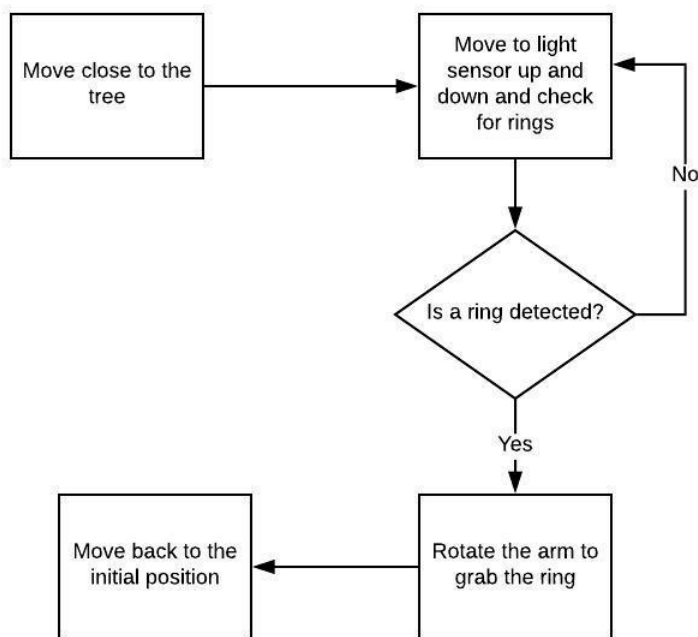 Move close to the
tree
Move to light
sensor up and
down and check
for rings
No
Is a ring detected?
Yes
Rotate the arm to
grab the ring
Move back to the
initial position